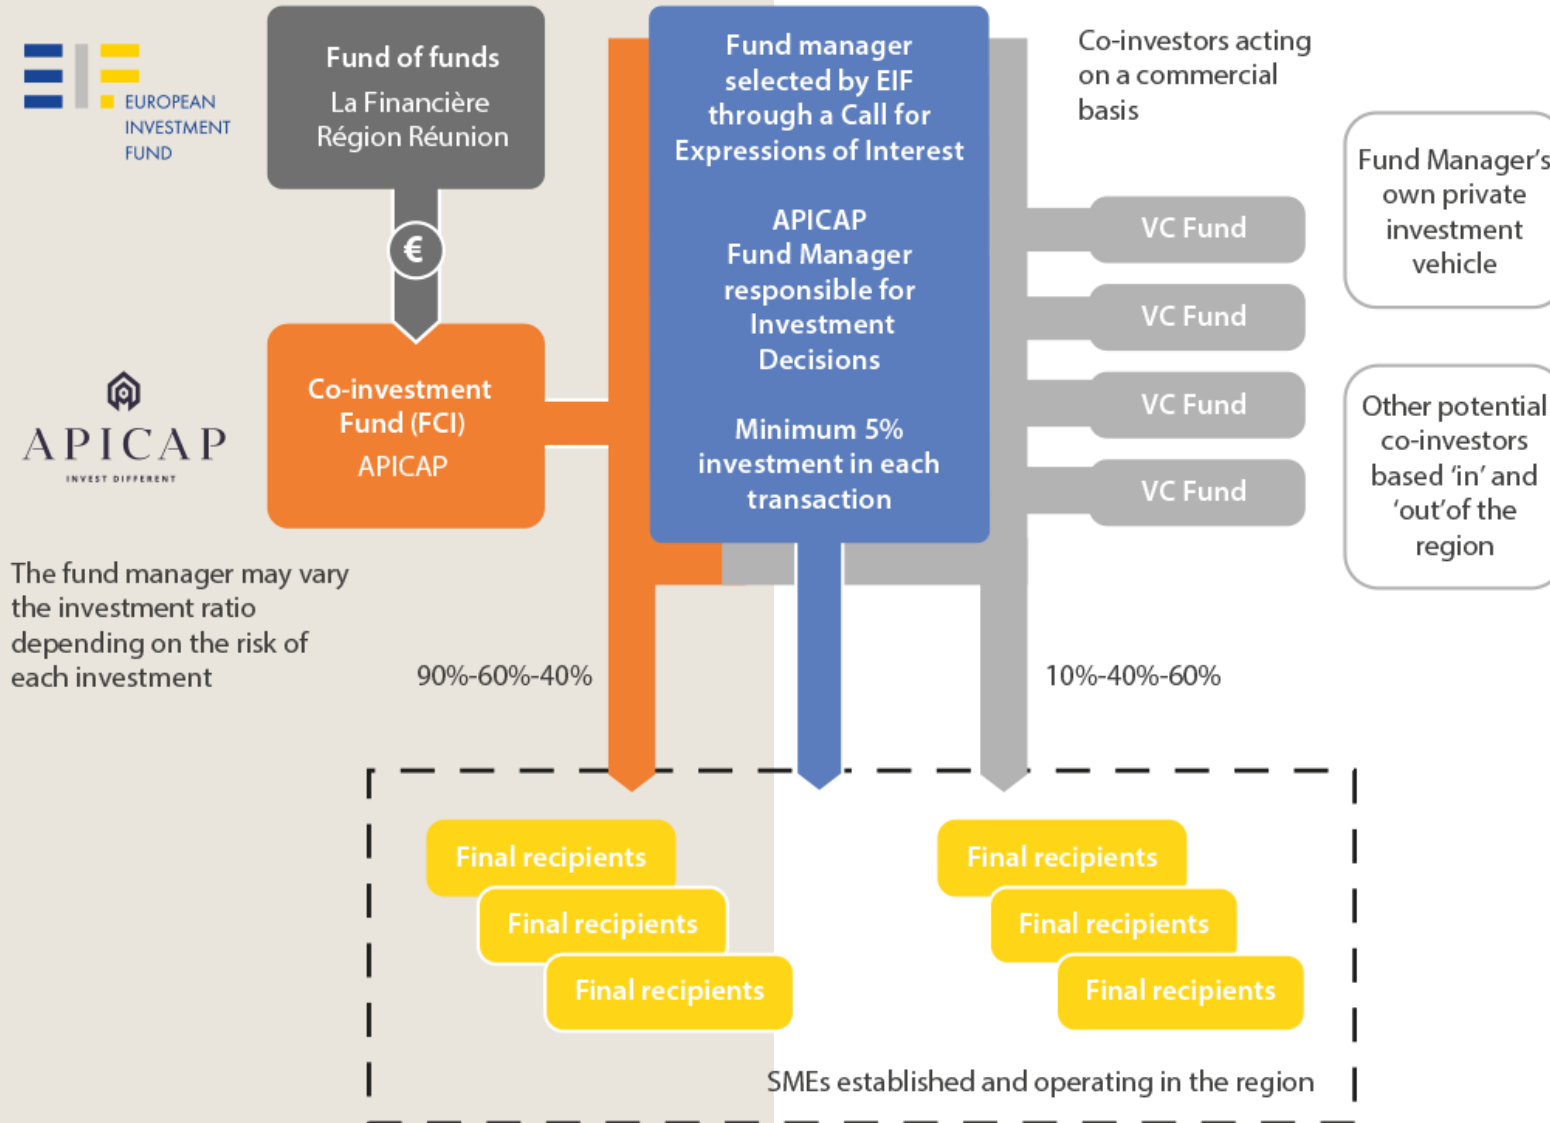 EUROPEAN
INVESTMENT
FUND
Fund of funds
La Financière
Région Réunion
€
APICAP
INVEST DIFFERENT
Co-investment
Fund (FCI)
APICAP
The fund manager may vary
the investment ratio
depending on the risk of
each investment
90%-60%-40%
Fund manager
selected by EIF
through a Call for
Expressions of Interest
APICAP
Fund Manager
responsible for
Investment
Decisions
Minimum 5%
investment in each
transaction
Co-investors acting
on a commercial
basis
VC Fund
VC Fund
VC Fund
VC Fund
Fund Manager's
own private
investment
vehicle
Other potential
co-investors
based ‘in’ and
‘out’of the
region
10%-40%-60%
Final recipients
Final recipients
Final recipients
Final recipients
Final recipients
Final recipients
SMEs established and operating in the region